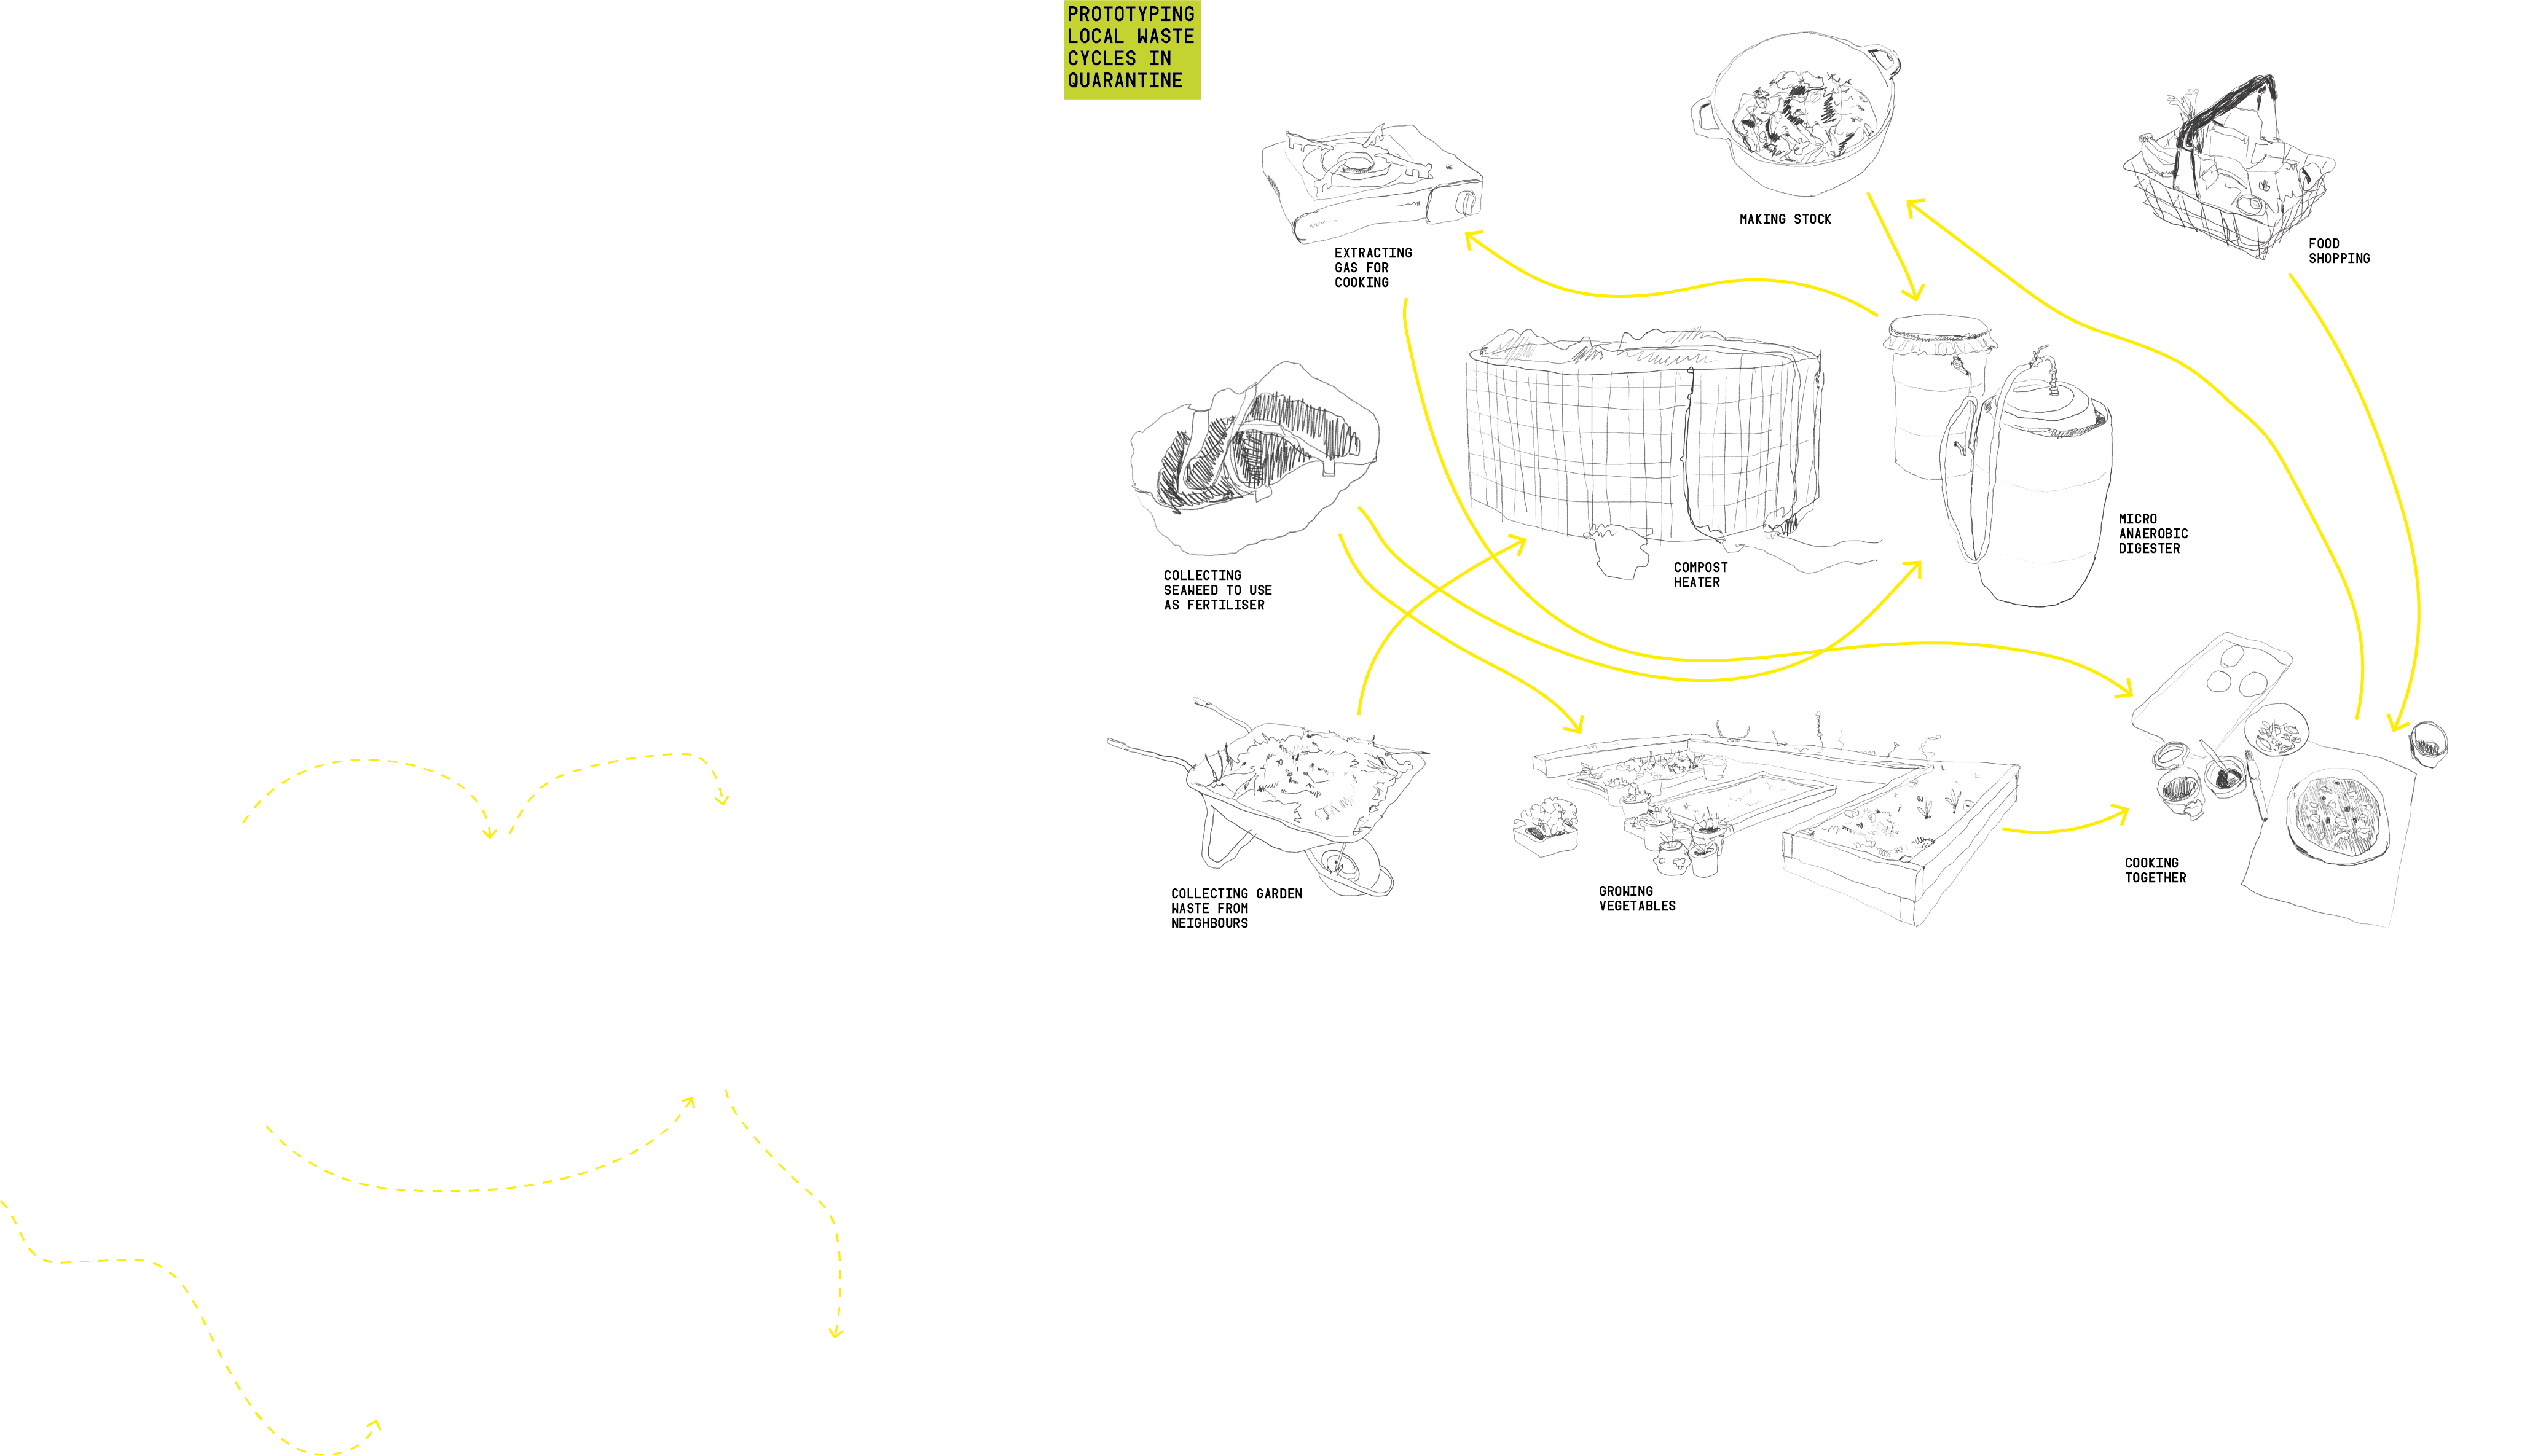 PROTOTYPING
LOCAL WASTE
CYCLES IN
QUARANTINE
MAKING STOCK
FOOD
SHOPPING
EXTRACTING
GAS FOR
COOKING
MICRO
ANAEROBIC
DIGESTER
COMPOST
HEATER
COLLECTING
SEAWEED TO USE
AS FERTILISER
COOKING
TOGETHER
GROWING
VEGETABLES
COLLECTING GARDEN
WASTE FROM
NEIGHBOURS